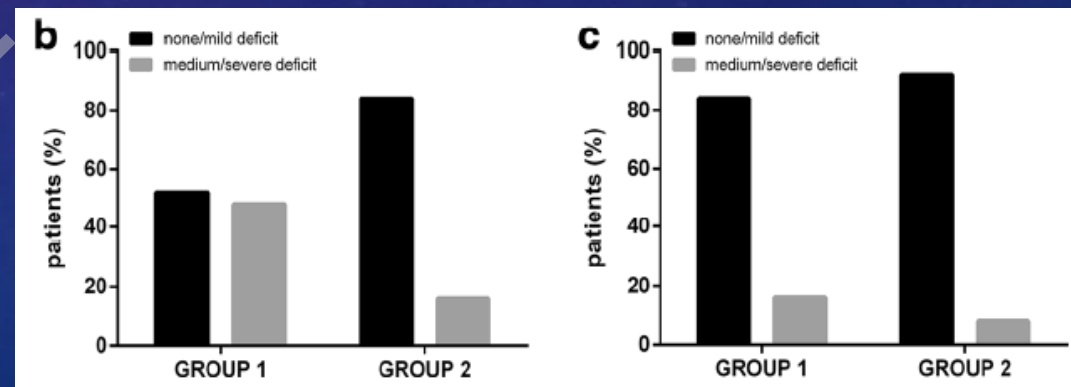 b
none/mild deficit
medium/severe deficit
100
80
60
40
20
0
patients (%)
GROUP 1
GROUP 2
c
none/mild deficit
medium/severe deficit
100
80
60
40
20
0
patients (%)
GROUP 1
GROUP 2